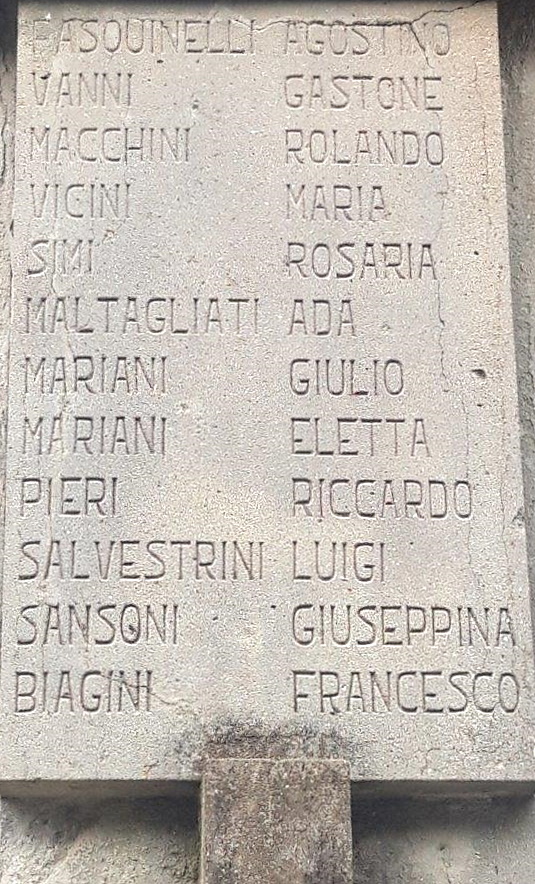 PASQUINELLI AGOSTINO
VANNI GASTONE
MACCHINI ROLANDO
VICINI MARIA
SIMI ROSARIA
MALTAGLIATI ADA
MARIANI GIULIO
MARIANI ELETTA
PIERI RICCARDO
SALVESTRINI LUIGI
SANSONI GIUSEPPINA
BIAGINI FRANCESCO